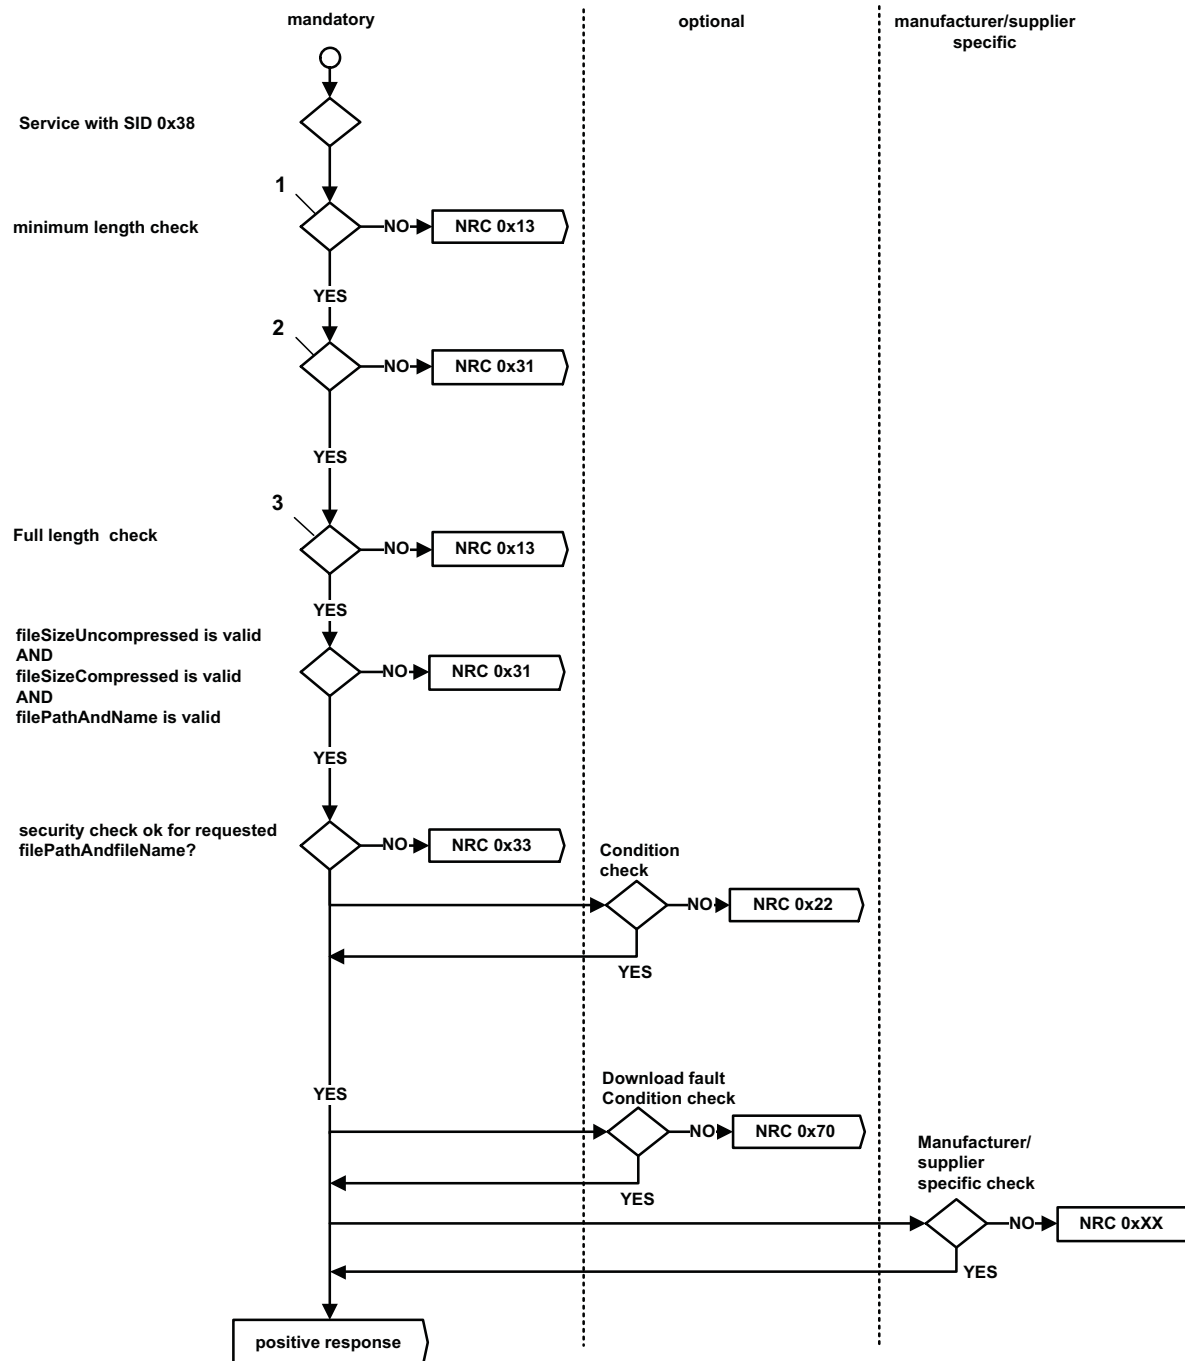 mandatory
optional
manufacturer/supplier
specific
Service with SID 0x38
1
minimum length check
NO
NRC 0x13
YES
2
NO
NRC 0x31
YES
3
Full length  check
NO
NRC 0x13
YES
fileSizeUncompressed is valid
AND
fileSizeCompressed is valid
AND
filePathAndName is valid
NO
NRC 0x31
YES
security check ok for requested
filePathAndfileName?
NO
NRC 0x33
Condition
check
NO
NRC 0x22
YES
YES
Download fault
Condition check
NO
NRC 0x70
YES
Manufacturer/
supplier
specific check
NO
NRC 0xXX
YES
positive response